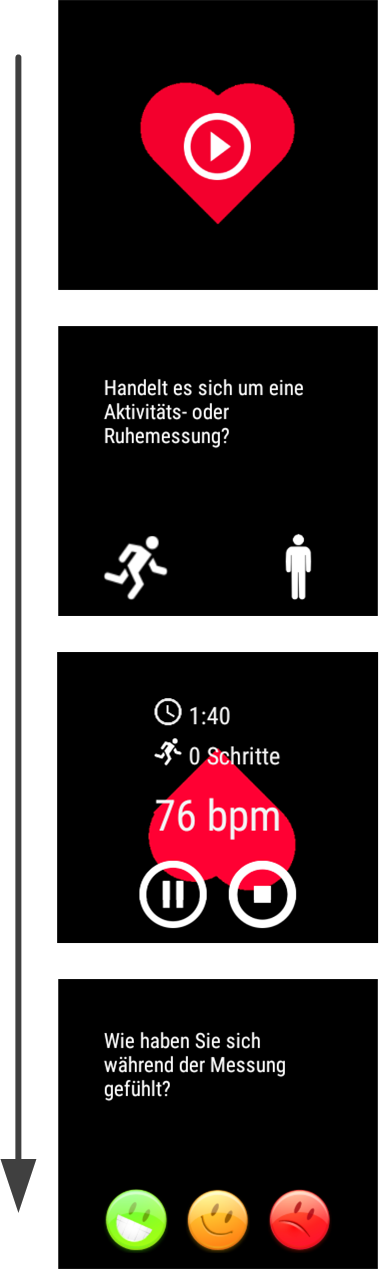 Handelt es sich um eine
Aktivitäts- oder
Ruhemessung?
1:40
0 Schritte
76 bpm
Wie haben Sie sich
während der Messung
gefühlt?